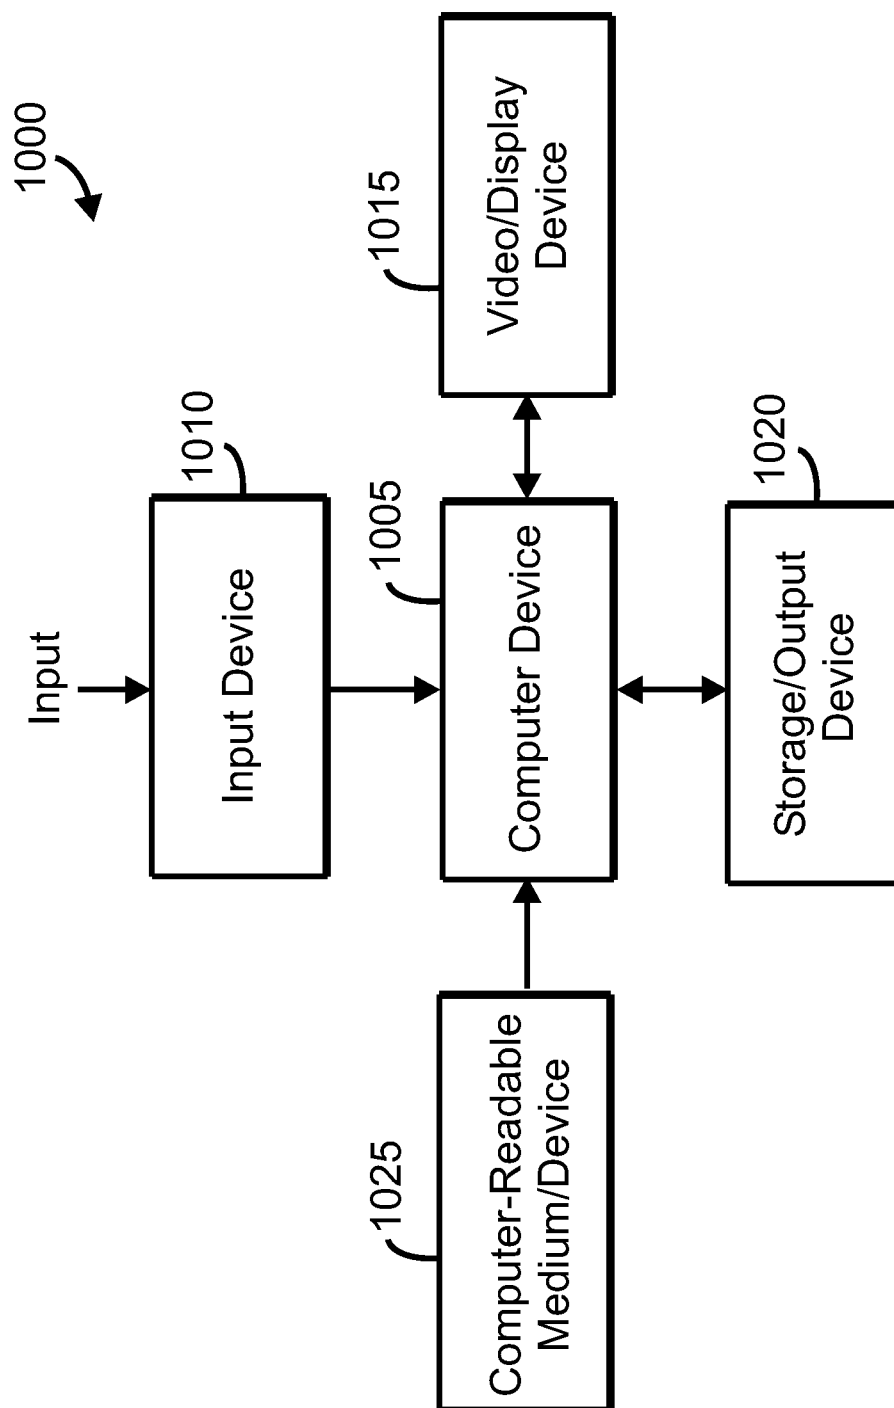 1000
Input
1010
Input Device
1005
Computer Device
1015
Video/Display
Device
1025
Computer-Readable
Medium/Device
1020
Storage/Output
Device